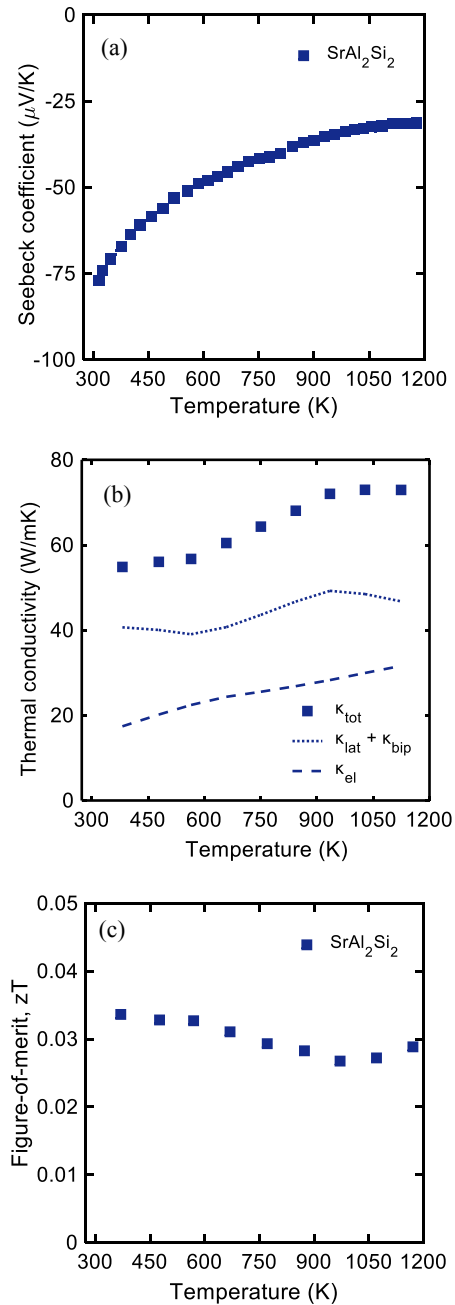 (a)
SrAl₂Si₂
Seebeck coefficient (μV/K)
0
-25
-50
-75
-100
300 450 600 750 900 1050 1200
Temperature (K)
(b)
Thermal conductivity (W/mK)
80
60
40
20
0
κtot
κlat + κbip
κel
300 450 600 750 900 1050 1200
Temperature (K)
(c)
SrAl₂Si₂
Figure-of-merit, zT
0.05
0.04
0.03
0.02
0.01
0
300 450 600 750 900 1050 1200
Temperature (K)